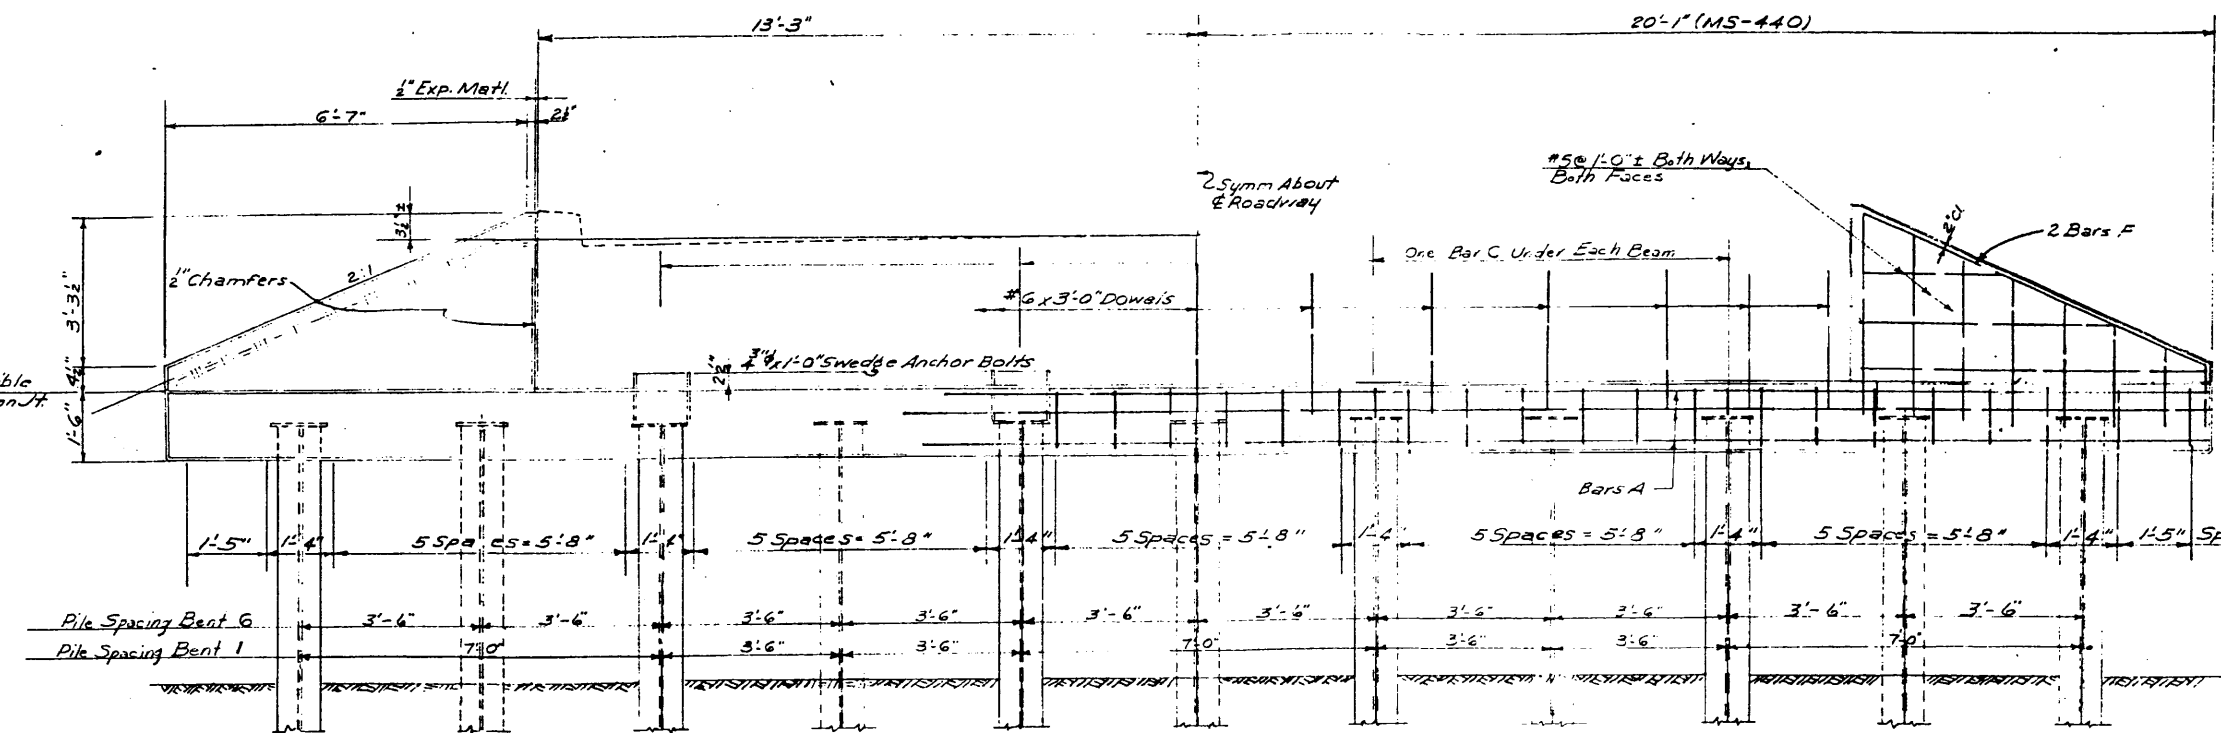 13'-3"
20'-1" (MS-440)
½" Exp. Matl.
6'-7"
2½"
#5@ 1'-0"± Both Ways,
Both Faces
Symm About
℄ Roadway
3½"±
2" Cl.
2 Bars F
2:1
One Bar C Under Each Beam
½" Chamfers
3'-3½"
#6 x 3'-0" Dowels
¾"ϕ x 1'-0" Swedge Anchor Bolts
4½"
1'-6"
Bars A
1'-5"
1'-4"
5 Spaces = 5'-8"
1'-4"
5 Spaces = 5'-8"
1'-4"
5 Spaces = 5'-8"
1'-4"
5 Spaces = 5'-8"
1'-4"
5 Spaces = 5'-8"
1'-4"
1'-5"
Sp
Pile Spacing Bent 6
3'-6"
3'-6"
3'-6"
3'-6"
3'-6"
3'-6"
3'-6"
3'-6"
3'-6"
3'-6"
Pile Spacing Bent 1
7'-0"
3'-6"
3'-6"
7'-0"
3'-6"
3'-6"
7'-0"